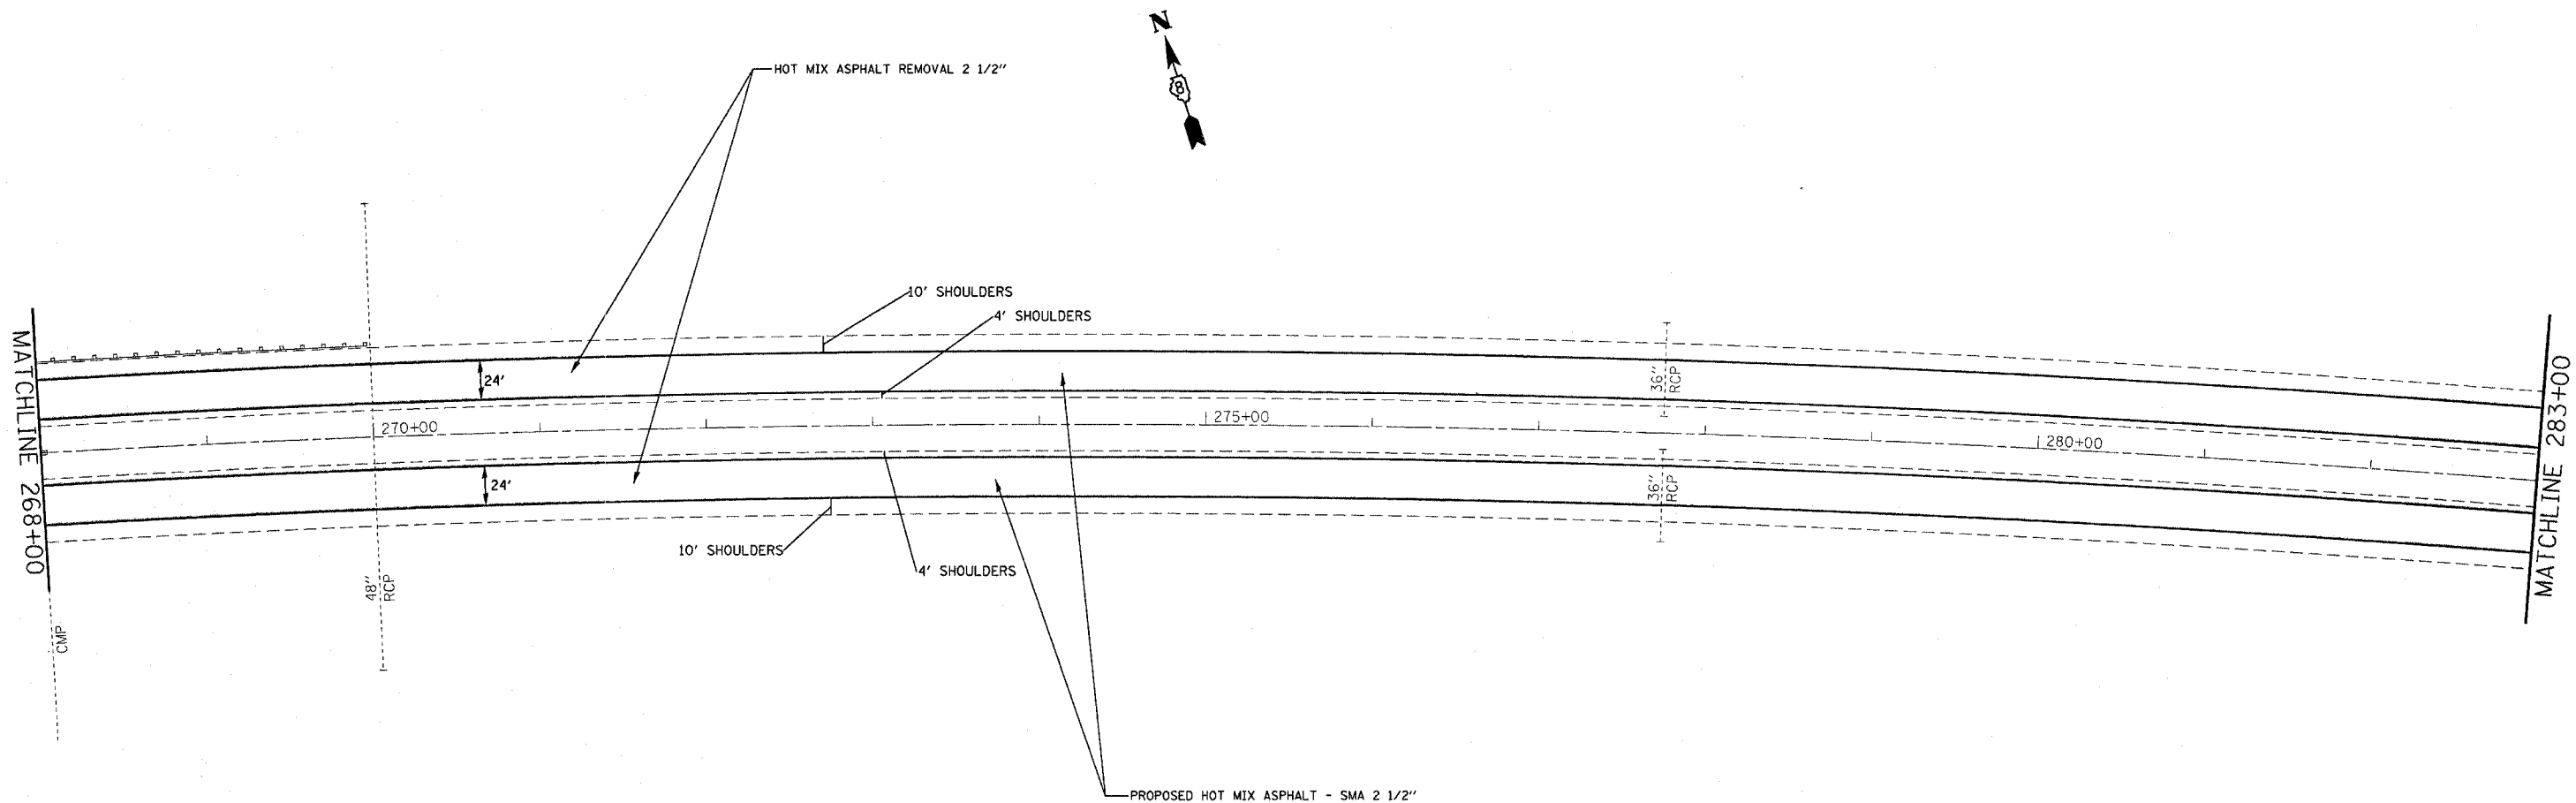 N
8
HOT MIX ASPHALT REMOVAL 2 1/2"
10' SHOULDERS
4' SHOULDERS
MATCHLINE 268+00
24'
36"
RCP
270+00
275+00
280+00
MATCHLINE 283+00
24'
36"
RCP
10' SHOULDERS
4' SHOULDERS
48"
RCP
CMP
PROPOSED HOT MIX ASPHALT - SMA 2 1/2"